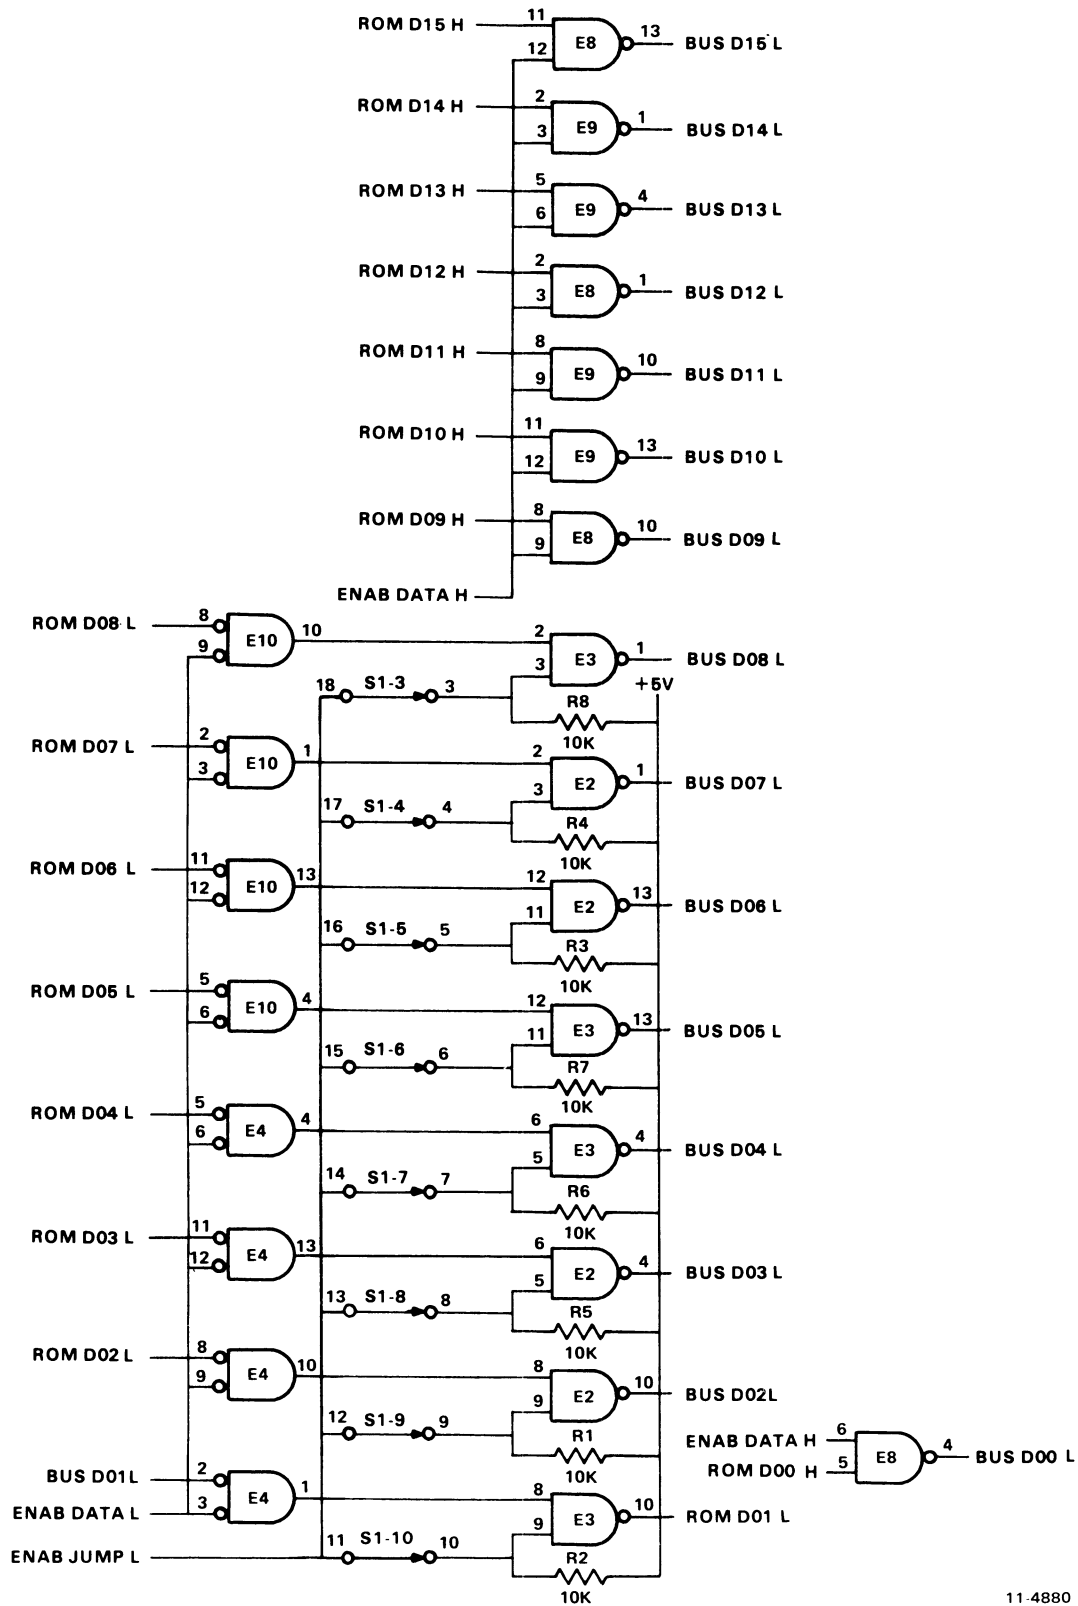 ROM D15 H 11 12 E8 13 BUS D15 L
ROM D14 H 2 3 E9 1 BUS D14 L
ROM D13 H 5 6 E9 4 BUS D13 L
ROM D12 H 2 3 E8 1 BUS D12 L
ROM D11 H 8 9 E9 10 BUS D11 L
ROM D10 H 11 12 E9 13 BUS D10 L
ROM D09 H 8 9 E8 10 BUS D09 L
ENAB DATA H
ROM D08 L 8 9 E10 10 2 3 E3 1 BUS D08 L
+5V
18 S1-3 3 R8
10K
ROM D07 L 2 3 E10 1 2 3 E2 1 BUS D07 L
17 S1-4 4 R4
10K
ROM D06 L 11 12 E10 13 12 11 E2 13 BUS D06 L
16 S1-5 5 R3
10K
ROM D05 L 5 6 E10 4 12 11 E3 13 BUS D05 L
15 S1-6 6 R7
10K
ROM D04 L 5 6 E4 4 6 5 E3 4 BUS D04 L
14 S1-7 7 R6
10K
ROM D03 L 11 12 E4 13 6 5 E2 4 BUS D03 L
13 S1-8 8 R5
10K
ROM D02 L 8 9 E4 10 8 9 E2 10 BUS D02L
12 S1-9 9 R1
10K
ENAB DATA H 6 E8 4 BUS D00 L
ROM D00 H 5
BUS D01L 2 3 E4 1 8 9 E3 10 ROM D01 L
ENAB DATA L
ENAB JUMP L 11 S1-10 10 R2
10K
11-4880